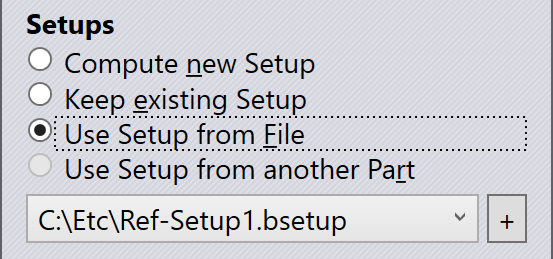 Setups
Compute new Setup
Keep existing Setup
Use Setup from File
Use Setup from another Part
C:\Etc\Ref-Setup1.bsetup +